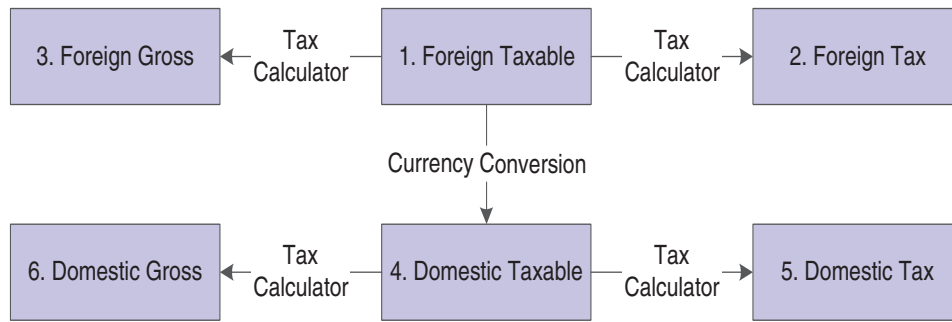 3. Foreign Gross
Tax
Calculator
1. Foreign Taxable
Tax
Calculator
2. Foreign Tax
Currency Conversion
6. Domestic Gross
Tax
Calculator
4. Domestic Taxable
Tax
Calculator
5. Domestic Tax